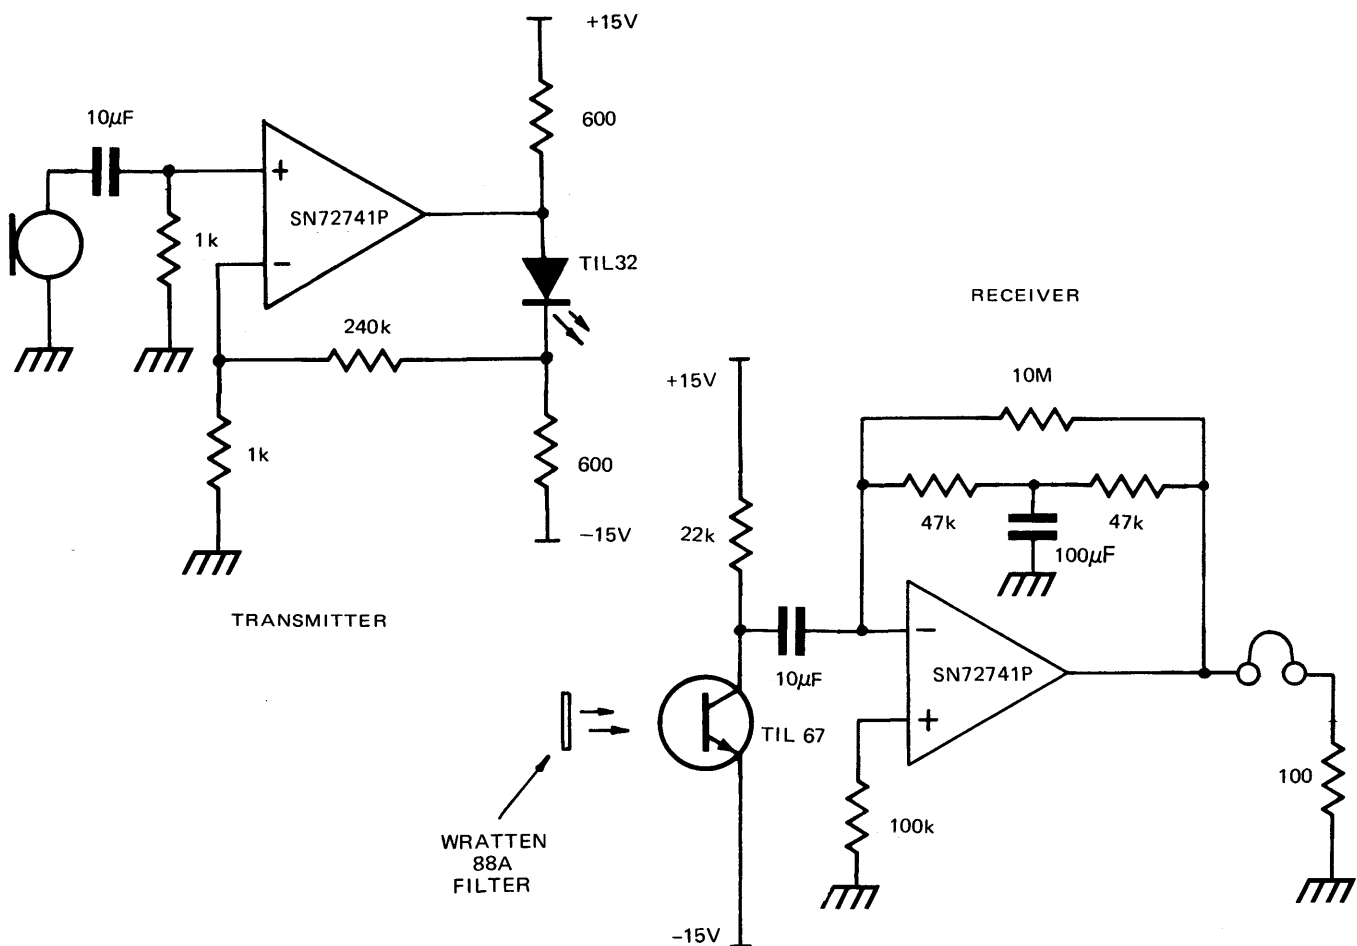 +15V
600
10µF
+
SN72741P
1k
−
TIL32
240k
1k
600
−15V
TRANSMITTER
RECEIVER
+15V
10M
47k
47k
22k
100µF
−
SN72741P
10µF
+
TIL 67
100
100k
WRATTEN
88A
FILTER
−15V